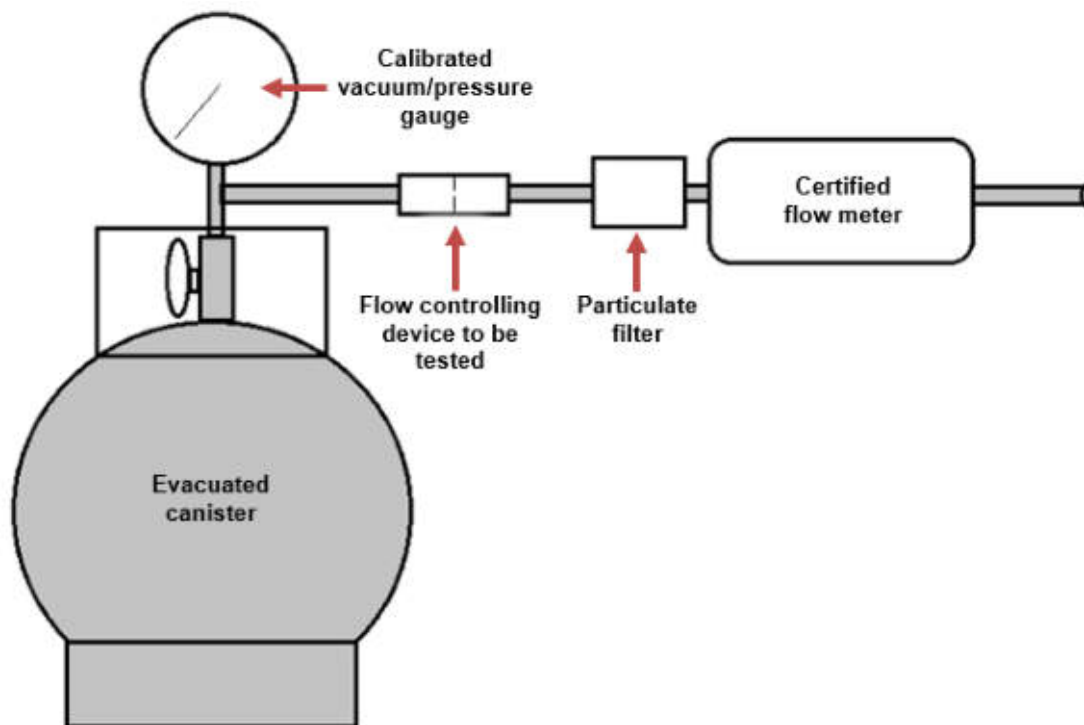 Calibrated
vacuum/pressure
gauge
Certified
flow meter
Flow controlling
device to be
tested
Particulate
filter
Evacuated
canister